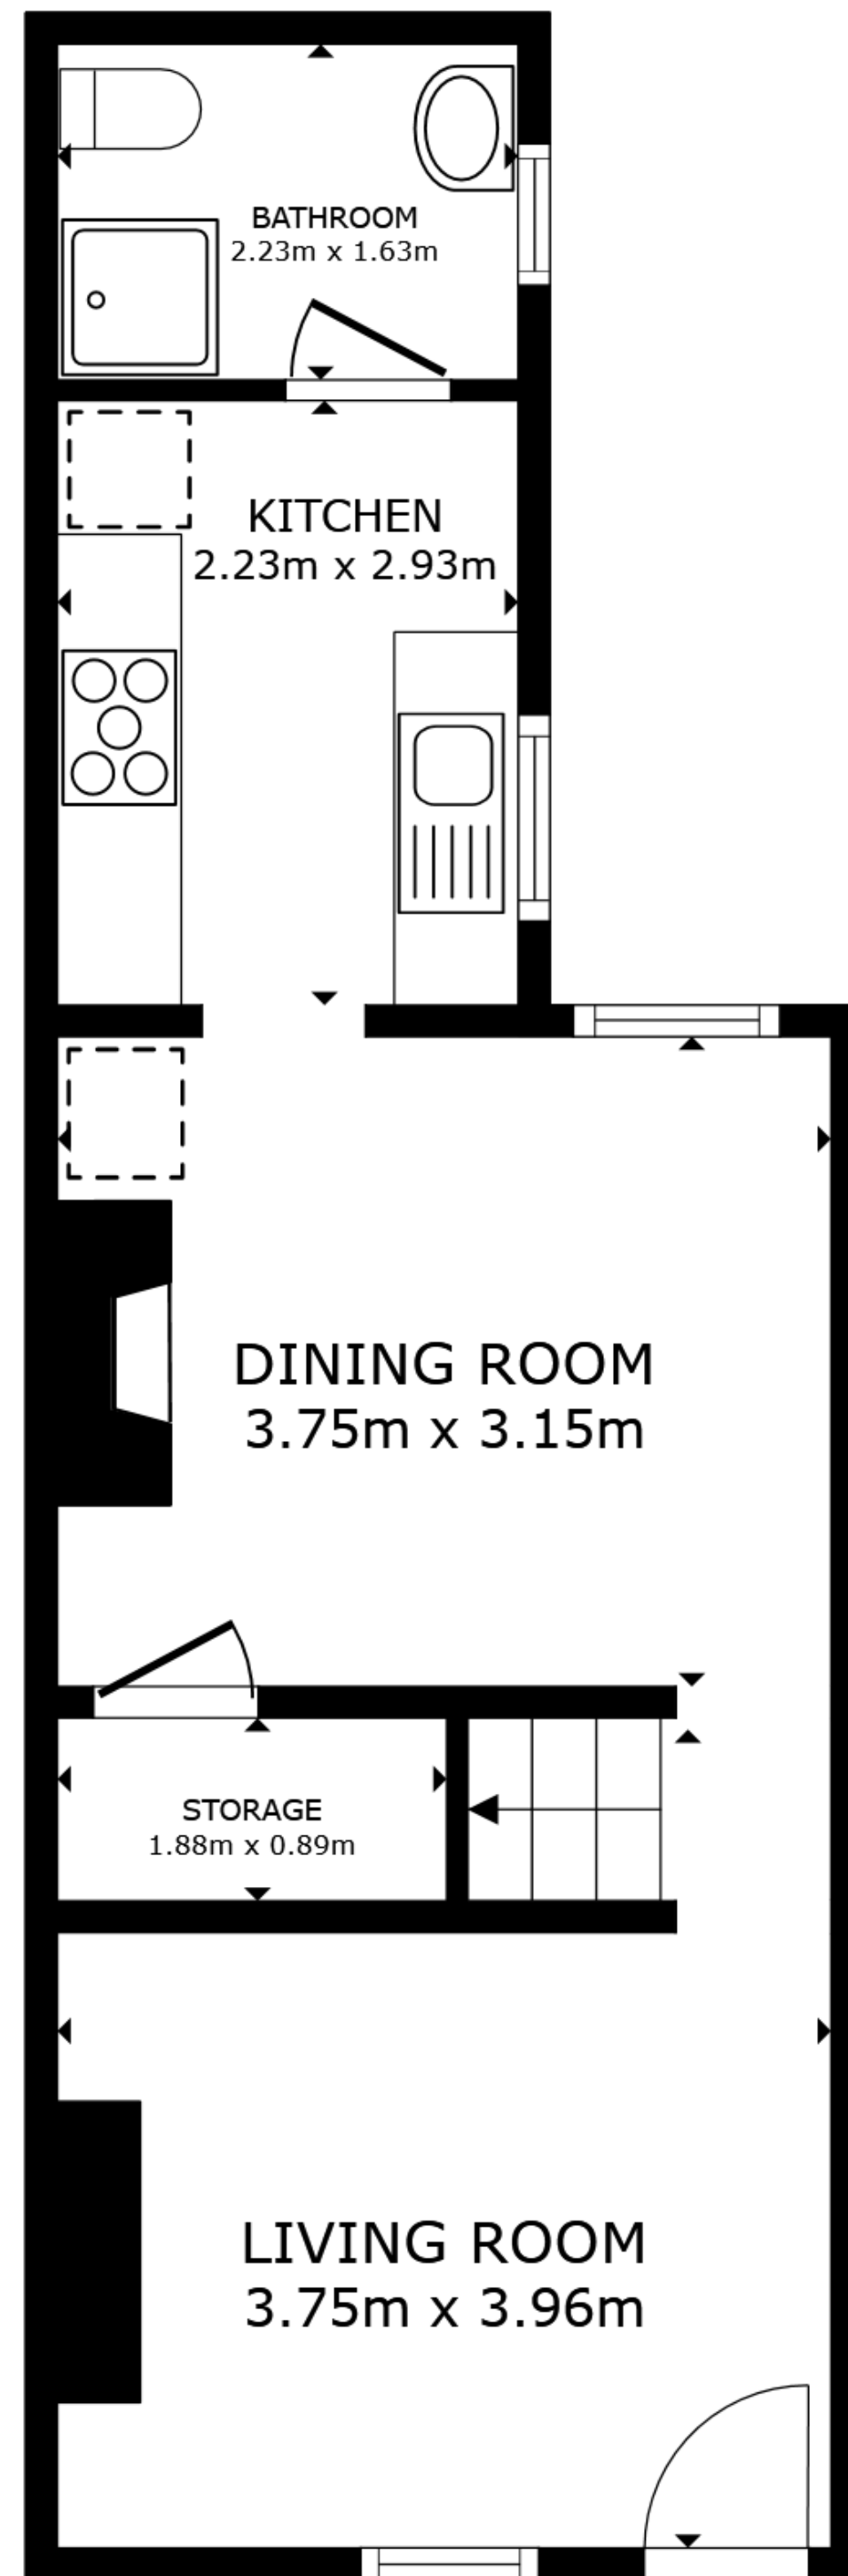 BATHROOM
2.23m x 1.63m
KITCHEN
2.23m x 2.93m
DINING ROOM
3.75m x 3.15m
STORAGE
1.88m x 0.89m
LIVING ROOM
3.75m x 3.96m